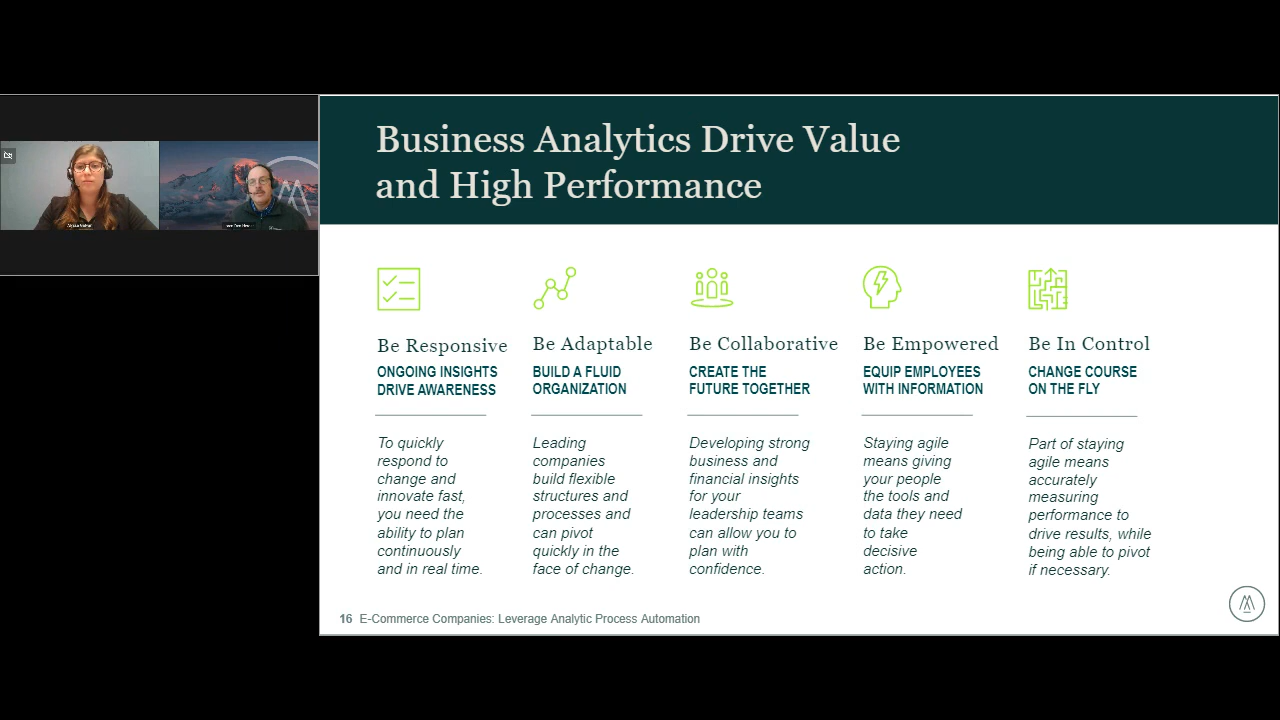 Business Analytics Drive Value
and High Performance
Be Responsive
ONGOING INSIGHTS
DRIVE AWARENESS
To quickly
respond to
change and
innovate fast,
you need the
ability to plan
continuously
and in real time.
Be Adaptable
BUILD A FLUID
ORGANIZATION
Leading
companies
build flexible
structures and
processes and
can pivot
quickly in the
face of change.
Be Collaborative
CREATE THE
FUTURE TOGETHER
Developing strong
business and
financial insights
for your
leadership teams
can allow you to
plan with
confidence.
Be Empowered
EQUIP EMPLOYEES
WITH INFORMATION
Staying agile
means giving
your people
the tools and
data they need
to take
decisive
action.
Be In Control
CHANGE COURSE
ON THE FLY
Part of staying
agile means
accurately
measuring
performance to
drive results, while
being able to pivot
if necessary.
16 E-Commerce Companies: Leverage Analytic Process Automation